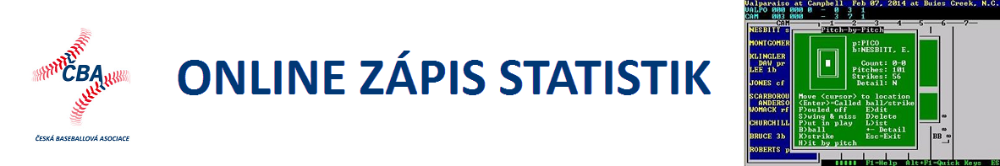 ČBA
ČESKÁ BASEBALLOVÁ ASOCIACE
ONLINE ZÁPIS STATISTIK
Valparaiso at Campbell Feb 07, 2014 at Buies Creek, N.C.
VALPO 000 000 0 - 0 3 1
CAM 003 000 - 3 7 1
CAM 1 2 3 4 5 6 7
Pitch-by-Pitch
NESBITT s
MONTGOMER
KLINGLER
DAW pr
LEE 1b
JONES cf
SCARBOROU
ANDERSO
WOMACK rf
CHURCHILL
BRUCE 3b
ROBERTS p
p:PICO
b:NESBITT, E.
Count: 0-0
Pitches: 101
Strikes: 56
Detail: N
Move <cursor> to location
<Enter>=Called ball/strike
F)ouled off E)dit
S)wing & miss D)elete
P)ut in play L)ist
B)ball +- Detail
K)strike Esc=Exit
H)it by pitch
BB
F1=Help Alt+F1=Quick Keys ES